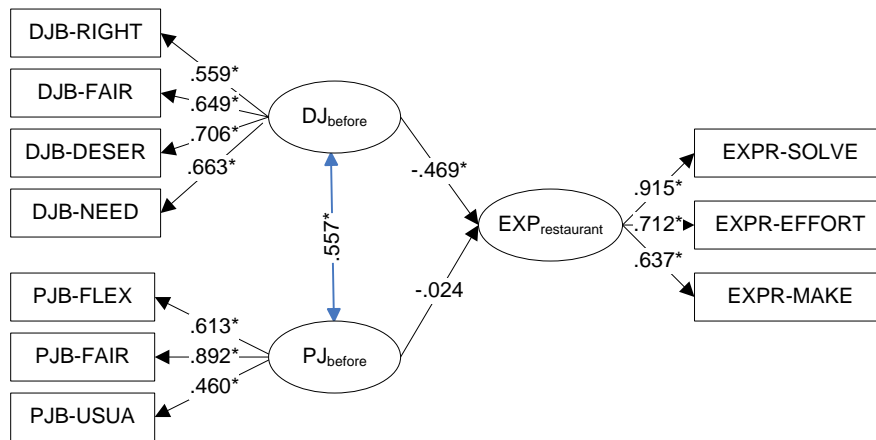 DJB-RIGHT
DJB-FAIR
DJB-DESER
DJB-NEED
.559*
.649*
.706*
.663*
DJbefore
.557*
PJB-FLEX
PJB-FAIR
PJB-USUA
.613*
.892*
.460*
PJbefore
-.469*
-.024
EXPrestaurant
.915*
.712*
.637*
EXPR-SOLVE
EXPR-EFFORT
EXPR-MAKE